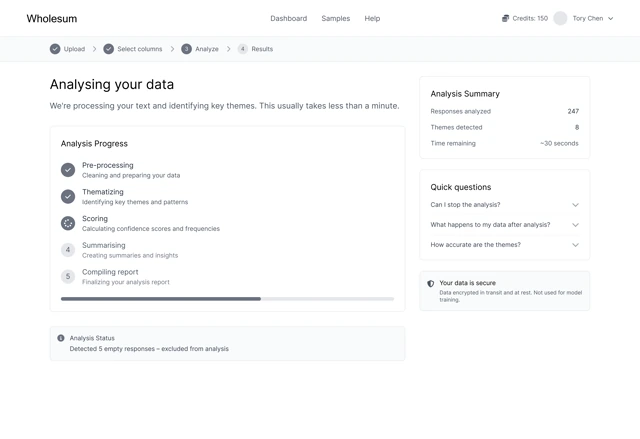 Wholesum
Dashboard Samples Help
Credits: 150 Tory Chen
Upload Select columns 3 Analyze 4 Results
Analysing your data
We're processing your text and identifying key themes. This usually takes less than a minute.
Analysis Progress
Pre-processing
Cleaning and preparing your data
Thematizing
Identifying key themes and patterns
Scoring
Calculating confidence scores and frequencies
4 Summarising
Creating summaries and insights
5 Compiling report
Finalizing your analysis report
Analysis Status
Detected 5 empty responses – excluded from analysis
Analysis Summary
Responses analyzed 247
Themes detected 8
Time remaining ~30 seconds
Quick questions
Can I stop the analysis?
What happens to my data after analysis?
How accurate are the themes?
Your data is secure
Data encrypted in transit and at rest. Not used for model
training.